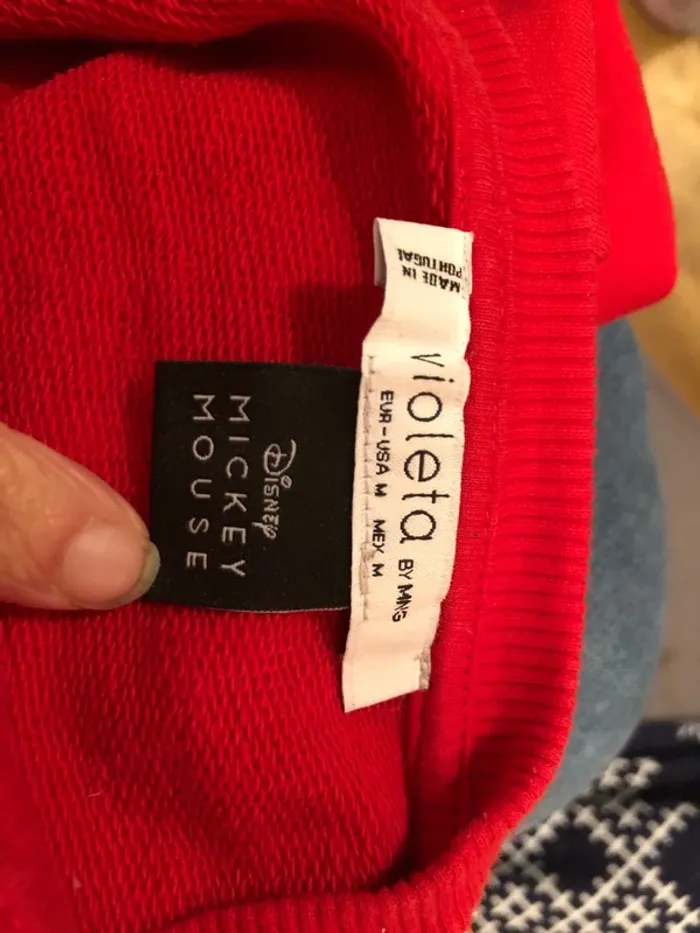 violeta BY MNG
EUR-USA M MEX M
MADE IN
PORTUGAL
Disney
MICKEY
MOUSE